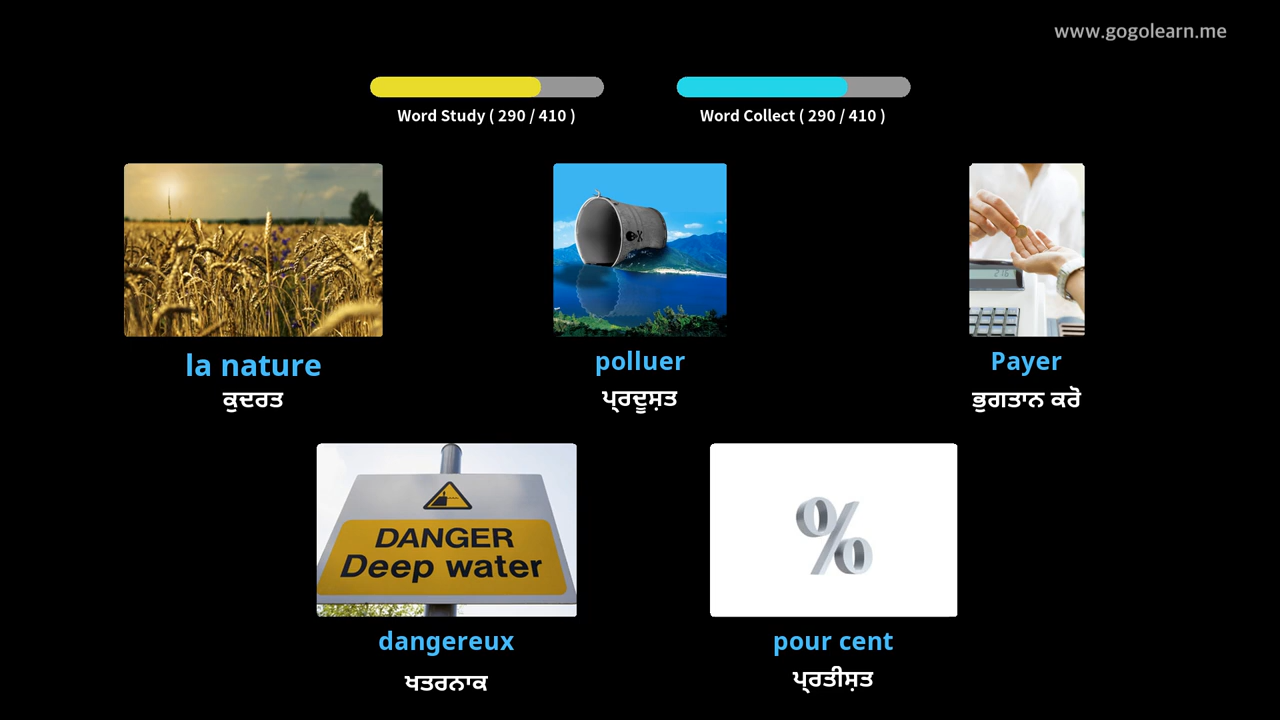 www.gogolearn.me
Word Study ( 290 / 410 )
Word Collect ( 290 / 410 )
la nature
ਕੁਦਰਤ
polluer
ਪ੍ਰਦੂਸ਼ਤ
Payer
ਭੁਗਤਾਨ ਕਰੋ
DANGER
Deep water
dangereux
ਖਤਰਨਾਕ
%
pour cent
ਪ੍ਰਤੀਸ਼ਤ